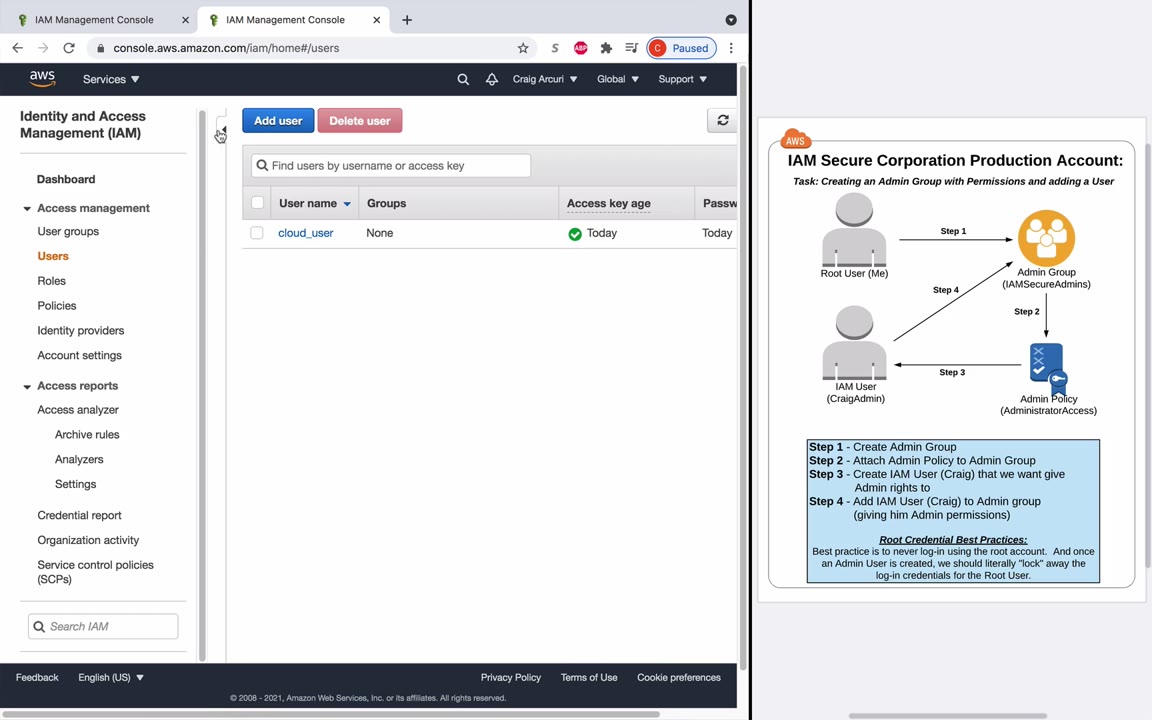 IAM Management Console
IAM Management Console
console.aws.amazon.com/iam/home#/users
S
ABP
C Paused
aws
Services
Craig Arcuri
Global
Support
Identity and Access
Management (IAM)
Dashboard
Access management
User groups
Users
Roles
Policies
Identity providers
Account settings
Access reports
Access analyzer
Archive rules
Analyzers
Settings
Credential report
Organization activity
Service control policies
(SCPs)
Search IAM
Add user
Delete user
Find users by username or access key
User name
Groups
Access key age
Passw
cloud_user
None
Today
Today
Feedback
English (US)
Privacy Policy
Terms of Use
Cookie preferences
© 2008 - 2021, Amazon Web Services, Inc. or its affiliates. All rights reserved.
AWS
IAM Secure Corporation Production Account:
Task: Creating an Admin Group with Permissions and adding a User
Step 1
Root User (Me)
Admin Group
(IAMSecureAdmins)
Step 4
Step 2
Step 3
IAM User
(CraigAdmin)
Admin Policy
(AdministratorAccess)
Step 1 - Create Admin Group
Step 2 - Attach Admin Policy to Admin Group
Step 3 - Create IAM User (Craig) that we want give
Admin rights to
Step 4 - Add IAM User (Craig) to Admin group
(giving him Admin permissions)
Root Credential Best Practices:
Best practice is to never log-in using the root account. And once
an Admin User is created, we should literally "lock" away the
log-in credentials for the Root User.